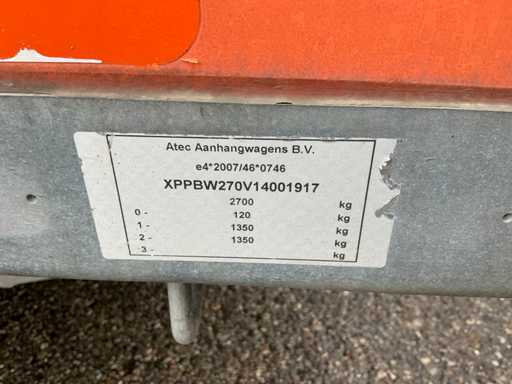 Atec Aanhangwagens B.V.
e4*2007/46*0746
XPPBW270V14001917
2700 kg
0- 120 kg
1 - 1350 kg
2 - 1350 kg
3 - kg